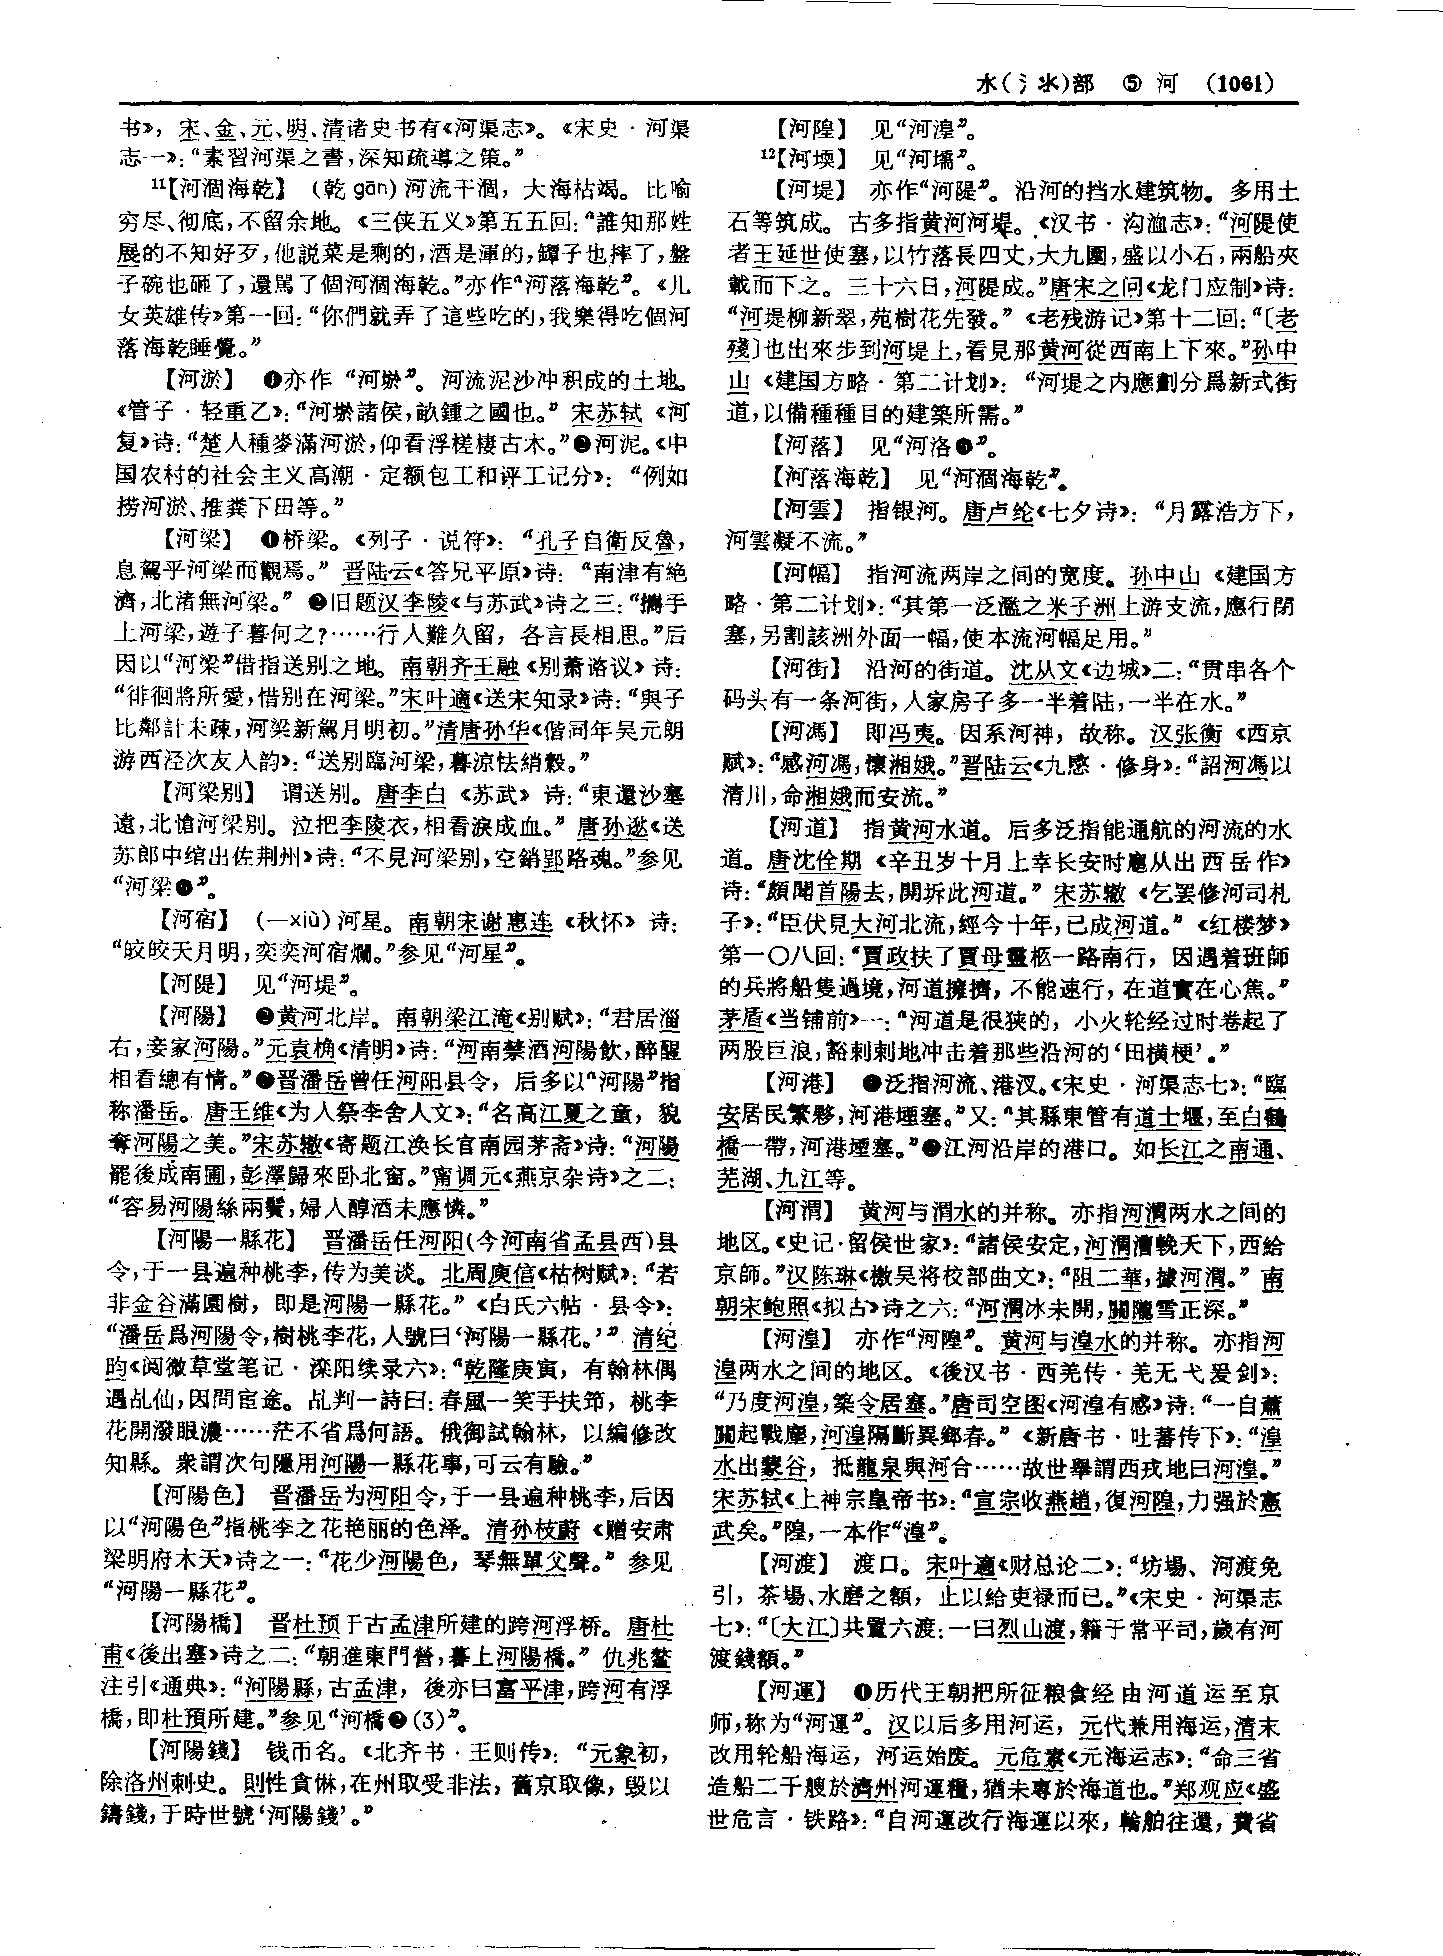 水(氵氺)部 ⑤ 河 (1061)
书》，宋、金、元、明、清诸史书有《河渠志》。《宋史·河渠
志一》：“素習河渠之書，深知疏導之策。”
11【河涸海乾】 (乾 gān) 河流干涸，大海枯竭。比喻
穷尽、彻底，不留余地。《三侠五义》第五五回：“誰知那姓
展的不知好歹，他説菜是剩的，酒是渾的，罈子也摔了，盤
子碗也砸了，還駡了個河涸海乾。”亦作“河落海乾”。《儿
女英雄传》第一回：“你們就弄了這些吃的，我樂得吃個河
落海乾睡覺。”
【河淤】 ❶亦作“河淤”。河流泥沙冲积成的土地。
《管子·轻重乙》：“河淤諸侯，畝鍾之國也。”宋苏轼《河
复》诗：“楚人種麥滿河淤，仰看浮槎棲古木。”❷河泥。《中
国农村的社会主义高潮·定额包工和评工记分》：“例如
捞河淤、推粪下田等。”
【河梁】 ❶桥梁。《列子·说符》：“孔子自衛反魯，
息駕乎河梁而觀焉。”晋陆云《答兄平原》诗：“南津有絶
濟，北渚無河梁。”❷旧题汉李陵《与苏武》诗之三：“攜手
上河梁，遊子暮何之？……行人難久留，各言長相思。”后
因以“河梁”借指送别之地。南朝齐王融《别萧谘议》诗：
“徘徊將所愛，惜别在河梁。”宋叶適《送宋知录》诗：“與子
比鄰計未疎，河梁新駕月明初。”清唐孙华《偕同年吴元朗
游西泾次友人韵》：“送别臨河梁，暮凉怯綃縠。”
【河梁别】 谓送别。唐李白《苏武》诗：“東還沙塞
遠，北愴河梁别。泣把李陵衣，相看淚成血。”唐孙逖《送
苏郎中绾出佐荆州》诗：“不見河梁别，空銷郢路魂。”参见
“河梁❷”。
【河宿】 (—xiù) 河星。南朝宋谢惠连《秋怀》诗：
“皎皎天月明，奕奕河宿爛。”参见“河星”。
【河隄】 见“河堤”。
【河陽】 ❶黄河北岸。南朝梁江淹《别赋》：“君居淄
右，妾家河陽。”元袁桷《清明》诗：“河南禁酒河陽飲，醉醒
相看總有情。”❷晋潘岳曾任河阳县令，后多以“河陽”指
称潘岳。唐王维《为人祭李舍人文》：“名高江夏之童，貌
奪河陽之美。”宋苏辙《寄题江涣长官南园茅斋》诗：“河陽
罷後成南圃，彭澤歸來卧北窗。”甯调元《燕京杂诗》之二：
“容易河陽絲兩鬢，婦人醇酒未應憐。”
【河陽一縣花】 晋潘岳任河阳(今河南省孟县西)县
令，于一县遍种桃李，传为美谈。北周庾信《枯树赋》：“若
非金谷滿園樹，即是河陽一縣花。”《白氏六帖·县令》：
“潘岳爲河陽令，樹桃李花，人號曰‘河陽一縣花。’”清纪
昀《阅微草堂笔记·滦阳续录六》：“乾隆庚寅，有翰林偶
遇乩仙，因問宦途。乩判一詩曰：春風一笑手扶筇，桃李
花開潑眼濃……茫不省爲何語。俄御試翰林，以編修改
知縣。衆謂次句隱用河陽一縣花事，可云有驗。”
【河陽色】 晋潘岳为河阳令，于一县遍种桃李，后因
以“河陽色”指桃李之花艳丽的色泽。清孙枝蔚《赠安肃
梁明府木天》诗之一：“花少河陽色，琴無單父聲。”参见
“河陽一縣花”。
【河陽橋】 晋杜预于古孟津所建的跨河浮桥。唐杜
甫《後出塞》诗之二：“朝進東門營，暮上河陽橋。”仇兆鳌
注引《通典》：“河陽縣，古孟津，後亦曰富平津，跨河有浮
橋，即杜預所建。”参见“河橋❷(3)”。
【河陽錢】 钱币名。《北齐书·王则传》：“元象初，
除洛州刺史。則性貪惏，在州取受非法，舊京取像，毁以
鑄錢，于時世號‘河陽錢’。”
【河隍】 见“河湟”。
12【河堧】 见“河壖”。
【河堤】 亦作“河隄”。沿河的挡水建筑物。多用土
石等筑成。古多指黄河河堤。《汉书·沟洫志》：“河隄使
者王延世使塞，以竹落長四丈，大九圍，盛以小石，兩船夾
載而下之。三十六日，河隄成。”唐宋之问《龙门应制》诗：
“河堤柳新翠，苑樹花先發。”《老残游记》第十二回：“〔老
殘〕也出來步到河堤上，看見那黄河從西南上下來。”孙中
山《建国方略·第二计划》：“河堤之内應劃分爲新式街
道，以備種種目的建築所需。”
【河落】 见“河洛❶”。
【河落海乾】 见“河涸海乾”。
【河雲】 指银河。唐卢纶《七夕诗》：“月露浩方下，
河雲凝不流。”
【河幅】 指河流两岸之间的宽度。孙中山《建国方
略·第二计划》：“其第一泛濫之米子洲上游支流，應行閉
塞，另割該洲外面一幅，使本流河幅足用。”
【河街】 沿河的街道。沈从文《边城》二：“贯串各个
码头有一条河街，人家房子多一半着陆，一半在水。”
【河馮】 即冯夷。因系河神，故称。汉张衡《西京
赋》：“感河馮，懷湘娥。”晋陆云《九愍·修身》：“詔河馮以
清川，命湘娥而安流。”
【河道】 指黄河水道。后多泛指能通航的河流的水
道。唐沈佺期《辛丑岁十月上幸长安时扈从出西岳作》
诗：“頗聞首陽去，開坼此河道。”宋苏辙《乞罢修河司札
子》：“臣伏見大河北流，經今十年，已成河道。”《红楼梦》
第一〇八回：“賈政扶了賈母靈柩一路南行，因遇着班師
的兵將船隻過境，河道擁擠，不能速行，在道實在心焦。”
茅盾《当铺前》一：“河道是很狭的，小火轮经过时卷起了
两股巨浪，豁剌剌地冲击着那些沿河的‘田横埂’。”
【河港】 ❶泛指河流、港汊。《宋史·河渠志七》：“臨
安居民繁夥，河港堙塞。”又：“其縣東管有道士堰，至白鶴
橋一帶，河港堙塞。”❷江河沿岸的港口。如长江之南通、
芜湖、九江等。
【河渭】 黄河与渭水的并称。亦指河渭两水之间的
地区。《史记·留侯世家》：“諸侯安定，河渭漕輓天下，西給
京師。”汉陈琳《檄吴将校部曲文》：“阻二華，據河渭。”南
朝宋鲍照《拟古》诗之六：“河渭冰未開，關隴雪正深。”
【河湟】 亦作“河隍”。黄河与湟水的并称。亦指河
湟两水之间的地区。《後汉书·西羌传·羌无弋爰剑》：
“乃度河湟，築令居塞。”唐司空图《河湟有感》诗：“一自蕭
關起戰塵，河湟隔斷異鄉春。”《新唐书·吐蕃传下》：“湟
水出蒙谷，抵龍泉與河合……故世舉謂西戎地曰河湟。”
宋苏轼《上神宗皇帝书》：“宣宗收燕趙，復河隍，力强於憲
武矣。”隍，一本作“湟”。
【河渡】 渡口。宋叶適《财总论二》：“坊場、河渡免
引，茶場、水磨之額，止以給吏禄而已。”《宋史·河渠志
七》：“〔大江〕共置六渡：一曰烈山渡，籍于常平司，歲有河
渡錢額。”
【河運】 ❶历代王朝把所征粮食经由河道运至京
师，称为“河運”。汉以后多用河运，元代兼用海运，清末
改用轮船海运，河运始废。元危素《元海运志》：“命三省
造船二千艘於濟州河運糧，猶未專於海道也。”郑观应《盛
世危言·铁路》：“自河運改行海運以來，輪舶往還，費省